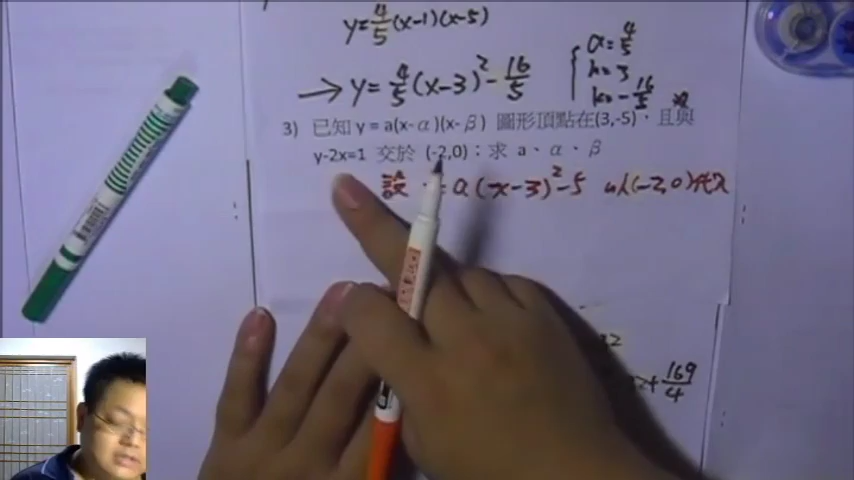 y=4/5(x-1)(x-5)
→ y=4/5(x-3)²-16/5
{ a=4/5
h=3
k=-16/5
3) 已知 y = a(x-α)(x-β) 圖形頂點在(3,-5)、且與
y-2x=1 交於 (-2,0)；求 a、α、β
設 = a(x-3)²-5 以(-2,0)代入
2
+169/4